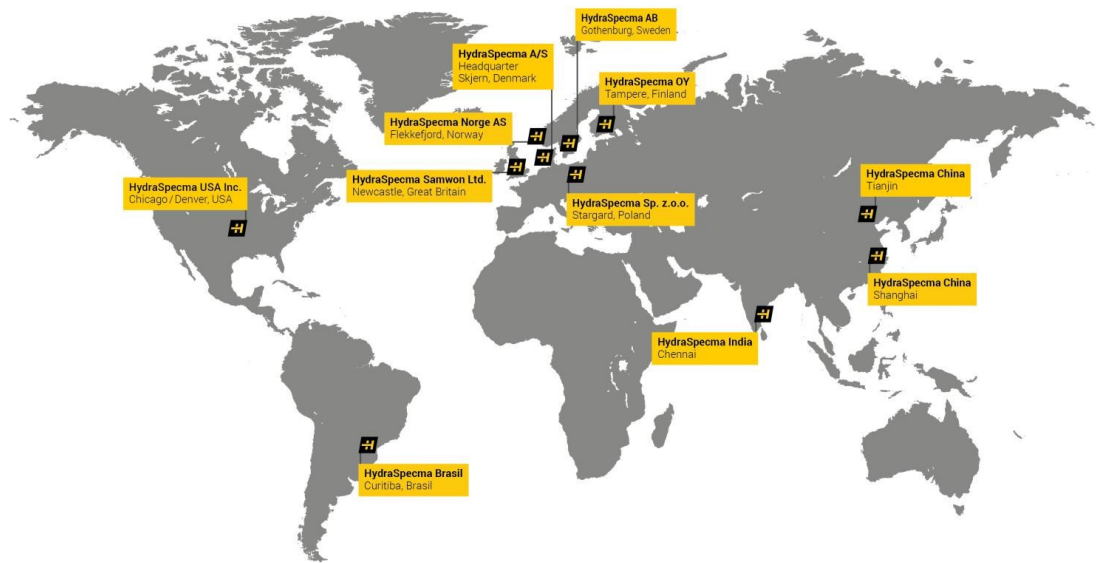 HydraSpecma AB
Gothenburg, Sweden
HydraSpecma A/S
Headquarter
Skjern, Denmark
HydraSpecma OY
Tampere, Finland
HydraSpecma Norge AS
Flekkefjord, Norway
HydraSpecma Samwon Ltd.
Newcastle, Great Britain
HydraSpecma China
Tianjin
HydraSpecma USA Inc.
Chicago/Denver, USA
HydraSpecma Sp. z.o.o.
Stargard, Poland
HydraSpecma China
Shanghai
HydraSpecma India
Chennai
HydraSpecma Brasil
Curitiba, Brasil